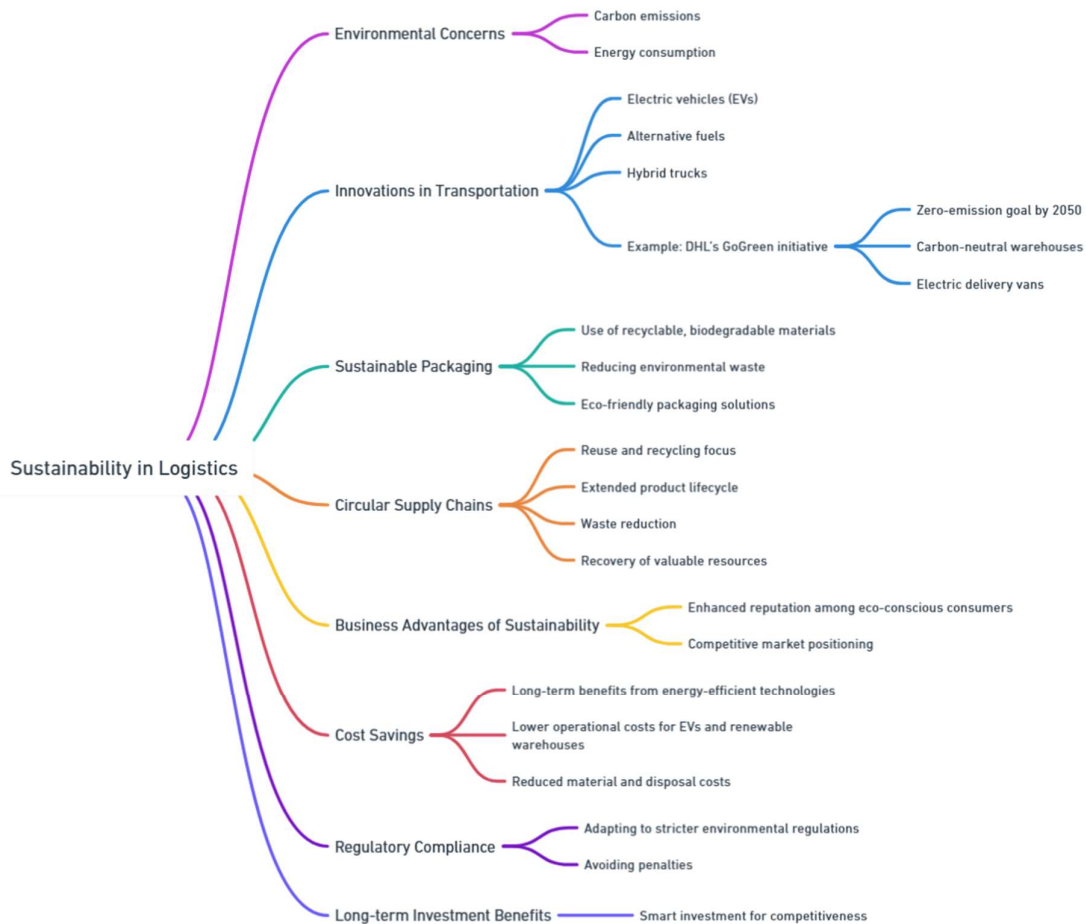 Sustainability in Logistics
Environmental Concerns
Carbon emissions
Energy consumption
Innovations in Transportation
Electric vehicles (EVs)
Alternative fuels
Hybrid trucks
Example: DHL's GoGreen initiative
Zero-emission goal by 2050
Carbon-neutral warehouses
Electric delivery vans
Sustainable Packaging
Use of recyclable, biodegradable materials
Reducing environmental waste
Eco-friendly packaging solutions
Circular Supply Chains
Reuse and recycling focus
Extended product lifecycle
Waste reduction
Recovery of valuable resources
Business Advantages of Sustainability
Enhanced reputation among eco-conscious consumers
Competitive market positioning
Cost Savings
Long-term benefits from energy-efficient technologies
Lower operational costs for EVs and renewable
warehouses
Reduced material and disposal costs
Regulatory Compliance
Adapting to stricter environmental regulations
Avoiding penalties
Long-term Investment Benefits
Smart investment for competitiveness